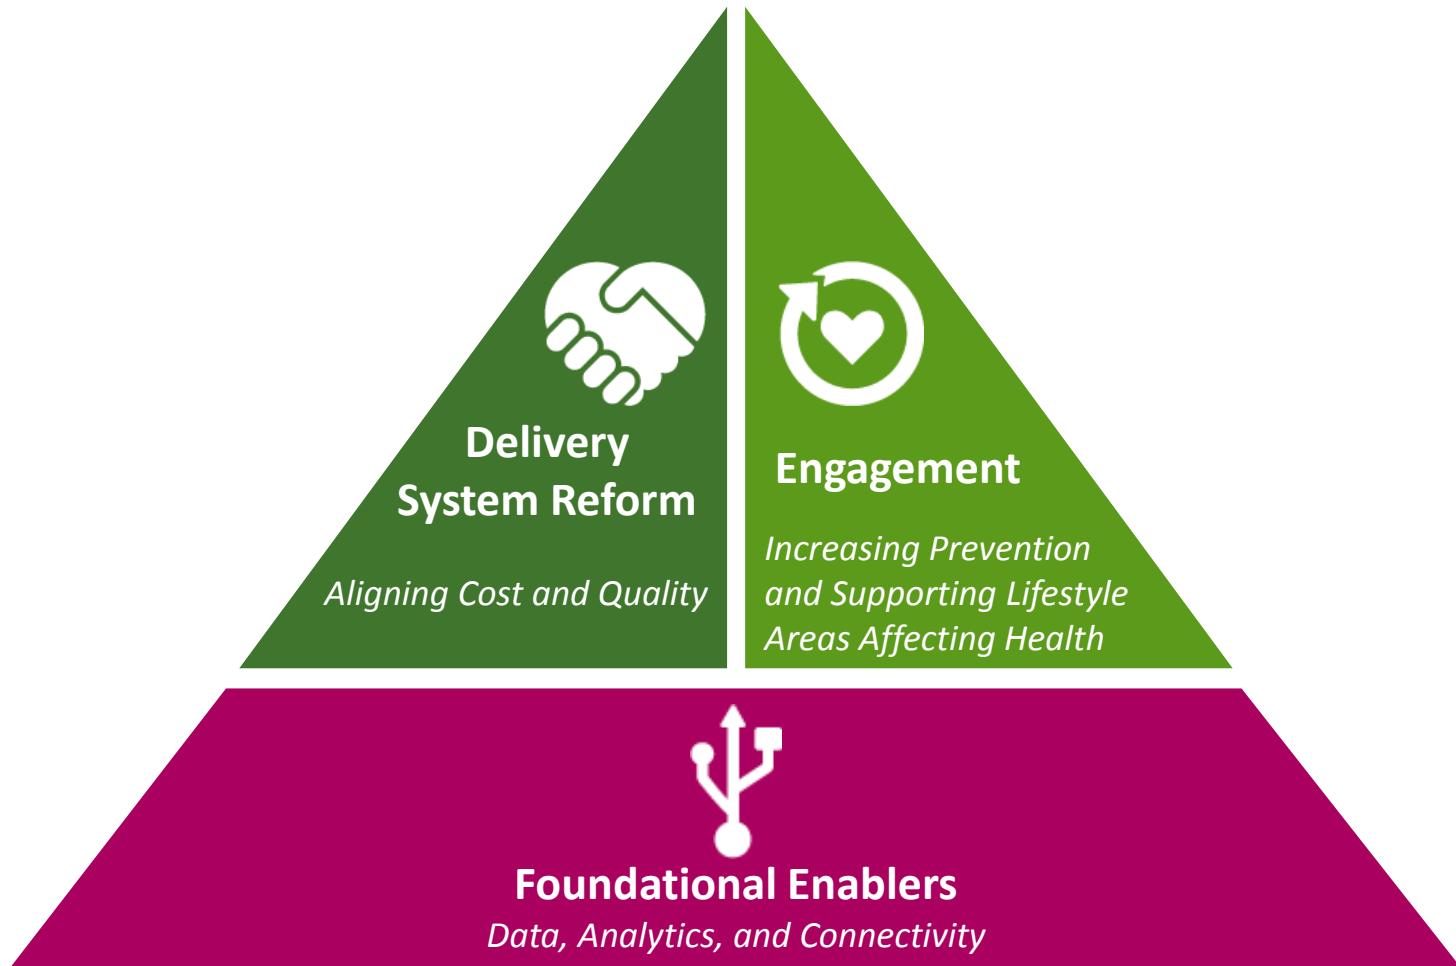 Delivery
System Reform
Aligning Cost and Quality
Engagement
Increasing Prevention
and Supporting Lifestyle
Areas Affecting Health
Foundational Enablers
Data, Analytics, and Connectivity